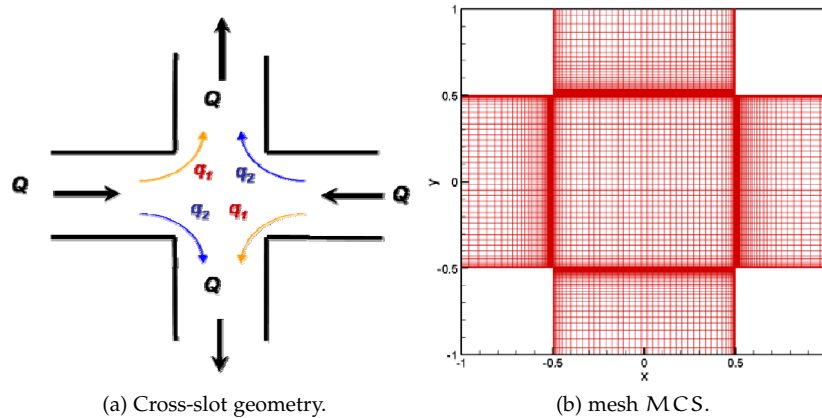 Q
Q
q₁
q₂
Q
Q
q₂
q₁
Q
(a) Cross-slot geometry.
1
0.5
y
0
-0.5
-1
-1
-0.5
0
0.5
x
(b) mesh MCS.